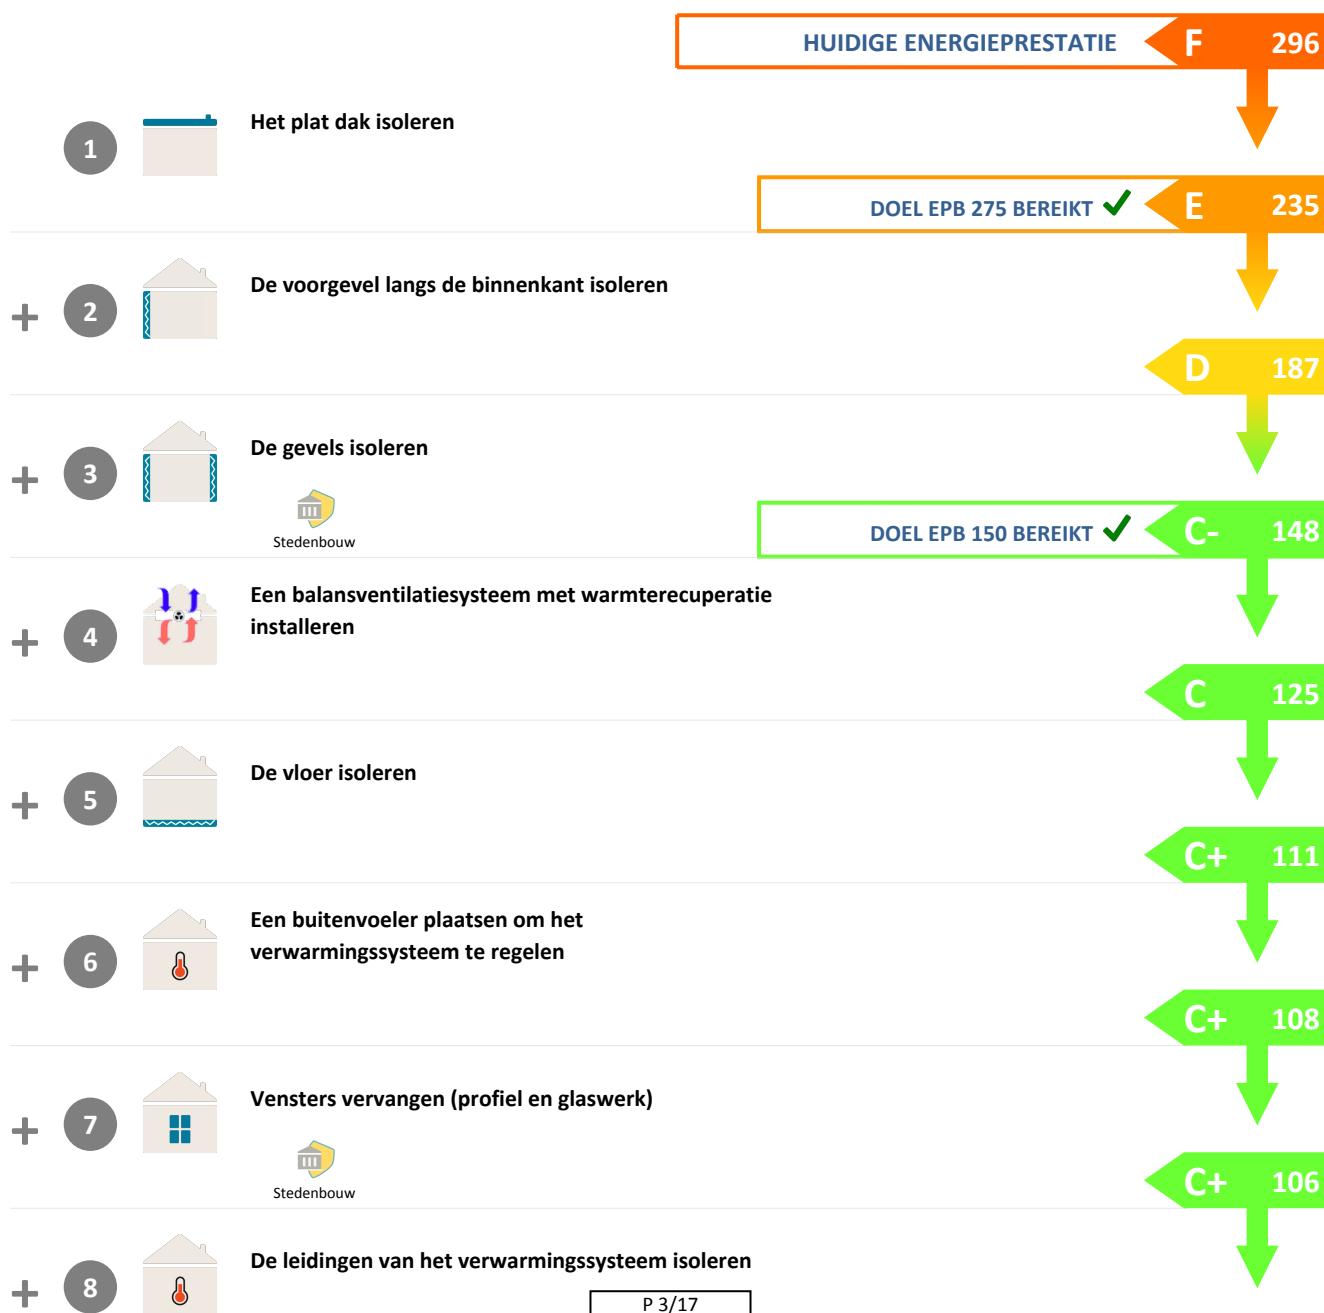 HUIDIGE ENERGIEPRESTATIE F 296
1 Het plat dak isoleren
DOEL EPB 275 BEREIKT E 235
+ 2 De voorgevel langs de binnenkant isoleren
D 187
+ 3 De gevels isoleren
Stedenbouw
DOEL EPB 150 BEREIKT C- 148
+ 4 Een balansventilatiesysteem met warmterecuperatie
installeren
C 125
+ 5 De vloer isoleren
C+ 111
+ 6 Een buitenvoeler plaatsen om het
verwarmingssysteem te regelen
C+ 108
+ 7 Vensters vervangen (profiel en glaswerk)
Stedenbouw
C+ 106
+ 8 De leidingen van het verwarmingssysteem isoleren
P 3/17